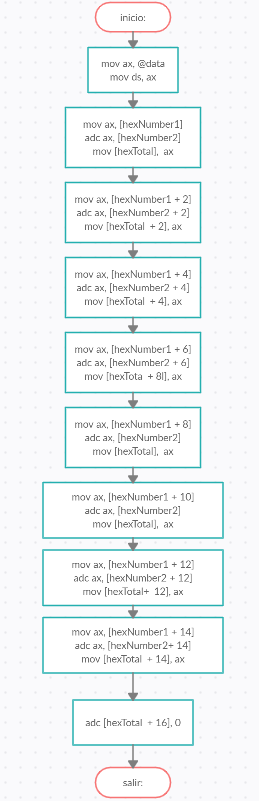 inicio:
mov ax, @data
mov ds, ax
mov ax, [hexNumber1]
adc ax, [hexNumber2]
mov [hexTotal], ax
mov ax, [hexNumber1 + 2]
adc ax, [hexNumber2 + 2]
mov [hexTotal + 2], ax
mov ax, [hexNumber1 + 4]
adc ax, [hexNumber2 + 4]
mov [hexTotal + 4], ax
mov ax, [hexNumber1 + 6]
adc ax, [hexNumber2 + 6]
mov [hexTota + 8l], ax
mov ax, [hexNumber1 + 8]
adc ax, [hexNumber2]
mov [hexTotal], ax
mov ax, [hexNumber1 + 10]
adc ax, [hexNumber2]
mov [hexTotal], ax
mov ax, [hexNumber1 + 12]
adc ax, [hexNumber2 + 12]
mov [hexTotal+ 12], ax
mov ax, [hexNumber1 + 14]
adc ax, [hexNumber2+ 14]
mov [hexTotal + 14], ax
adc [hexTotal + 16], 0
salir: